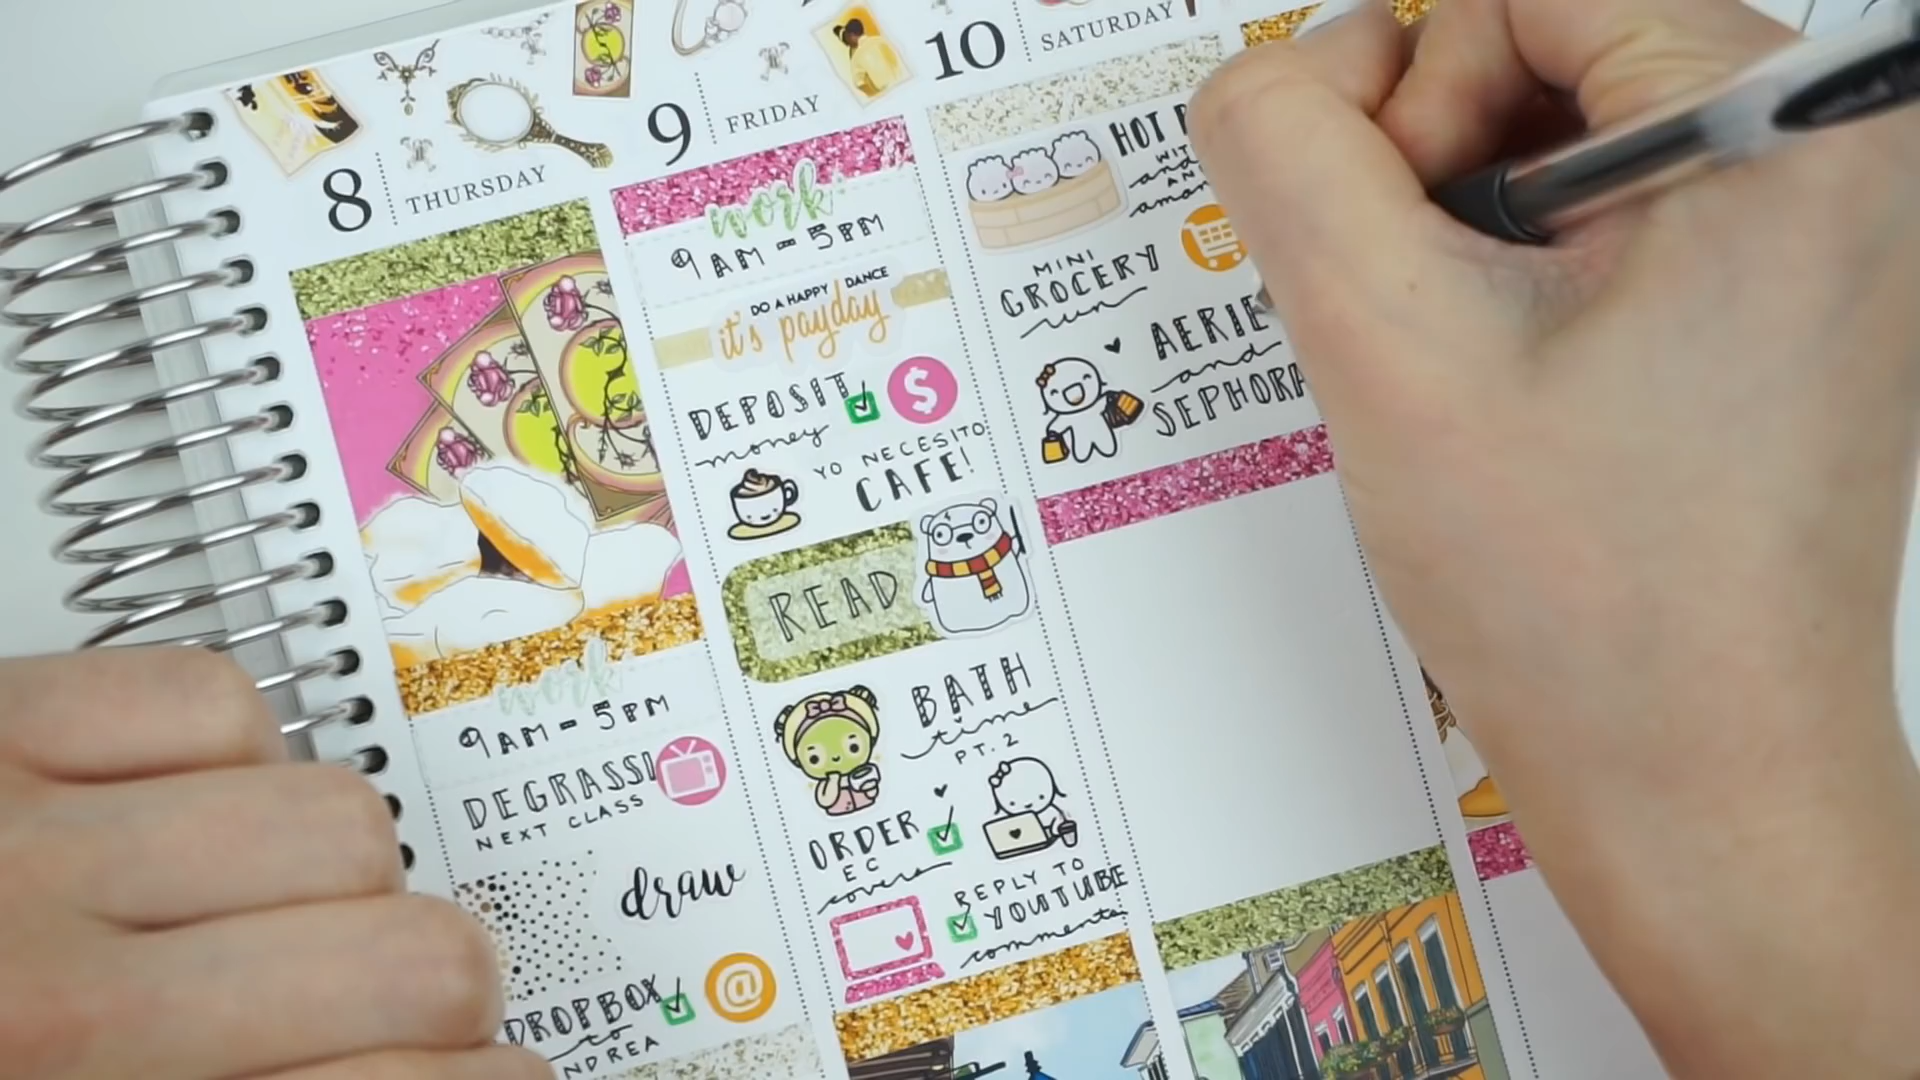 8 THURSDAY
work:
9AM-5PM
DEGRASSI
NEXT CLASS
draw
DROPBOX
to
NDREA
9 FRIDAY
work:
9AM-5PM
DO A HAPPY DANCE
it's payday
DEPOSIT
money
$
YO NECESITO
CAFE!
READ
BATH
time
PT. 2
ORDER
EC
covers
REPLY TO
YOUTUBE
comments
@
10 SATURDAY
HOT
MINI
GROCERY
run
AERIE
and
SEPHORA